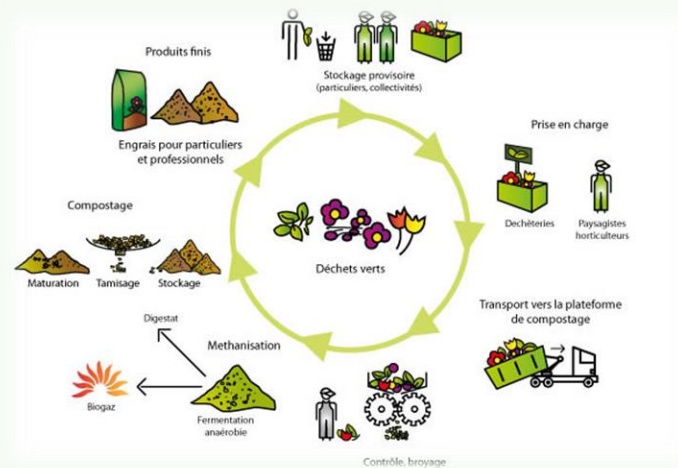 Stockage provisoire
(particuliers, collectivités)
Prise en charge
Dechèteries
Paysagistes
horticulteurs
Transport vers la plateforme
de compostage
Contrôle, broyage
Methanisation
Fermentation
anaérobie
Digestat
Biogaz
Compostage
Maturation
Tamisage
Stockage
Produits finis
Engrais pour particuliers
et professionnels
Déchets verts